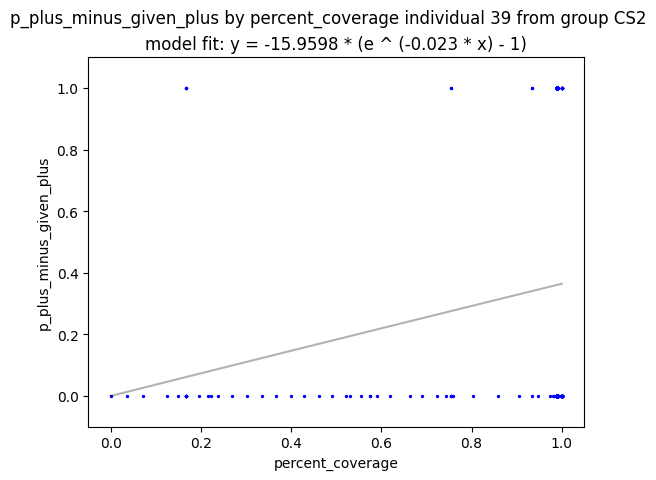 p_plus_minus_given_plus by percent_coverage individual 39 from group CS2
model fit: y = -15.9598 * (e ^ (-0.023 * x) - 1)
1.0
0.8
0.6
0.4
0.2
0.0
p_plus_minus_given_plus
0.0 0.2 0.4 0.6 0.8 1.0
percent_coverage